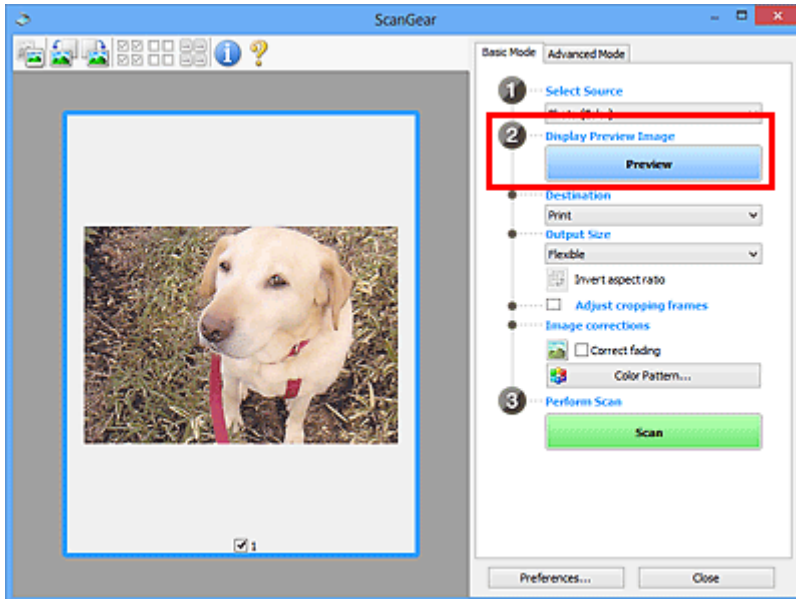 ScanGear
Basic Mode
Advanced Mode
1
Select Source
2
Display Preview Image
Preview
Destination
Print
Output Size
Flexible
Invert aspect ratio
Adjust cropping frames
Image corrections
Correct fading
Color Pattern...
3
Perform Scan
Scan
1
Preferences...
Close